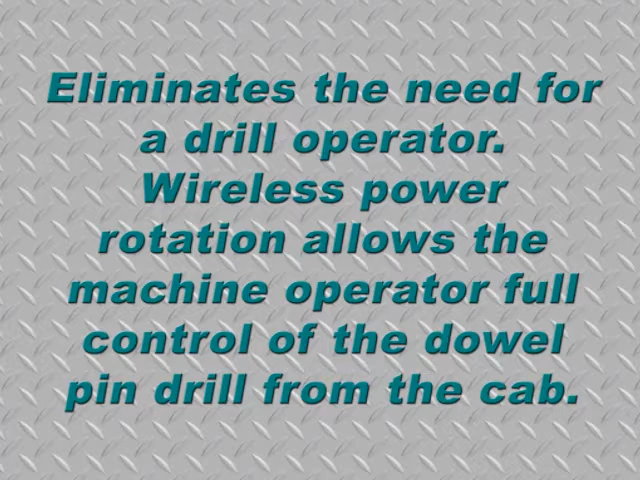 Eliminates the need for
a drill operator.
Wireless power
rotation allows the
machine operator full
control of the dowel
pin drill from the cab.